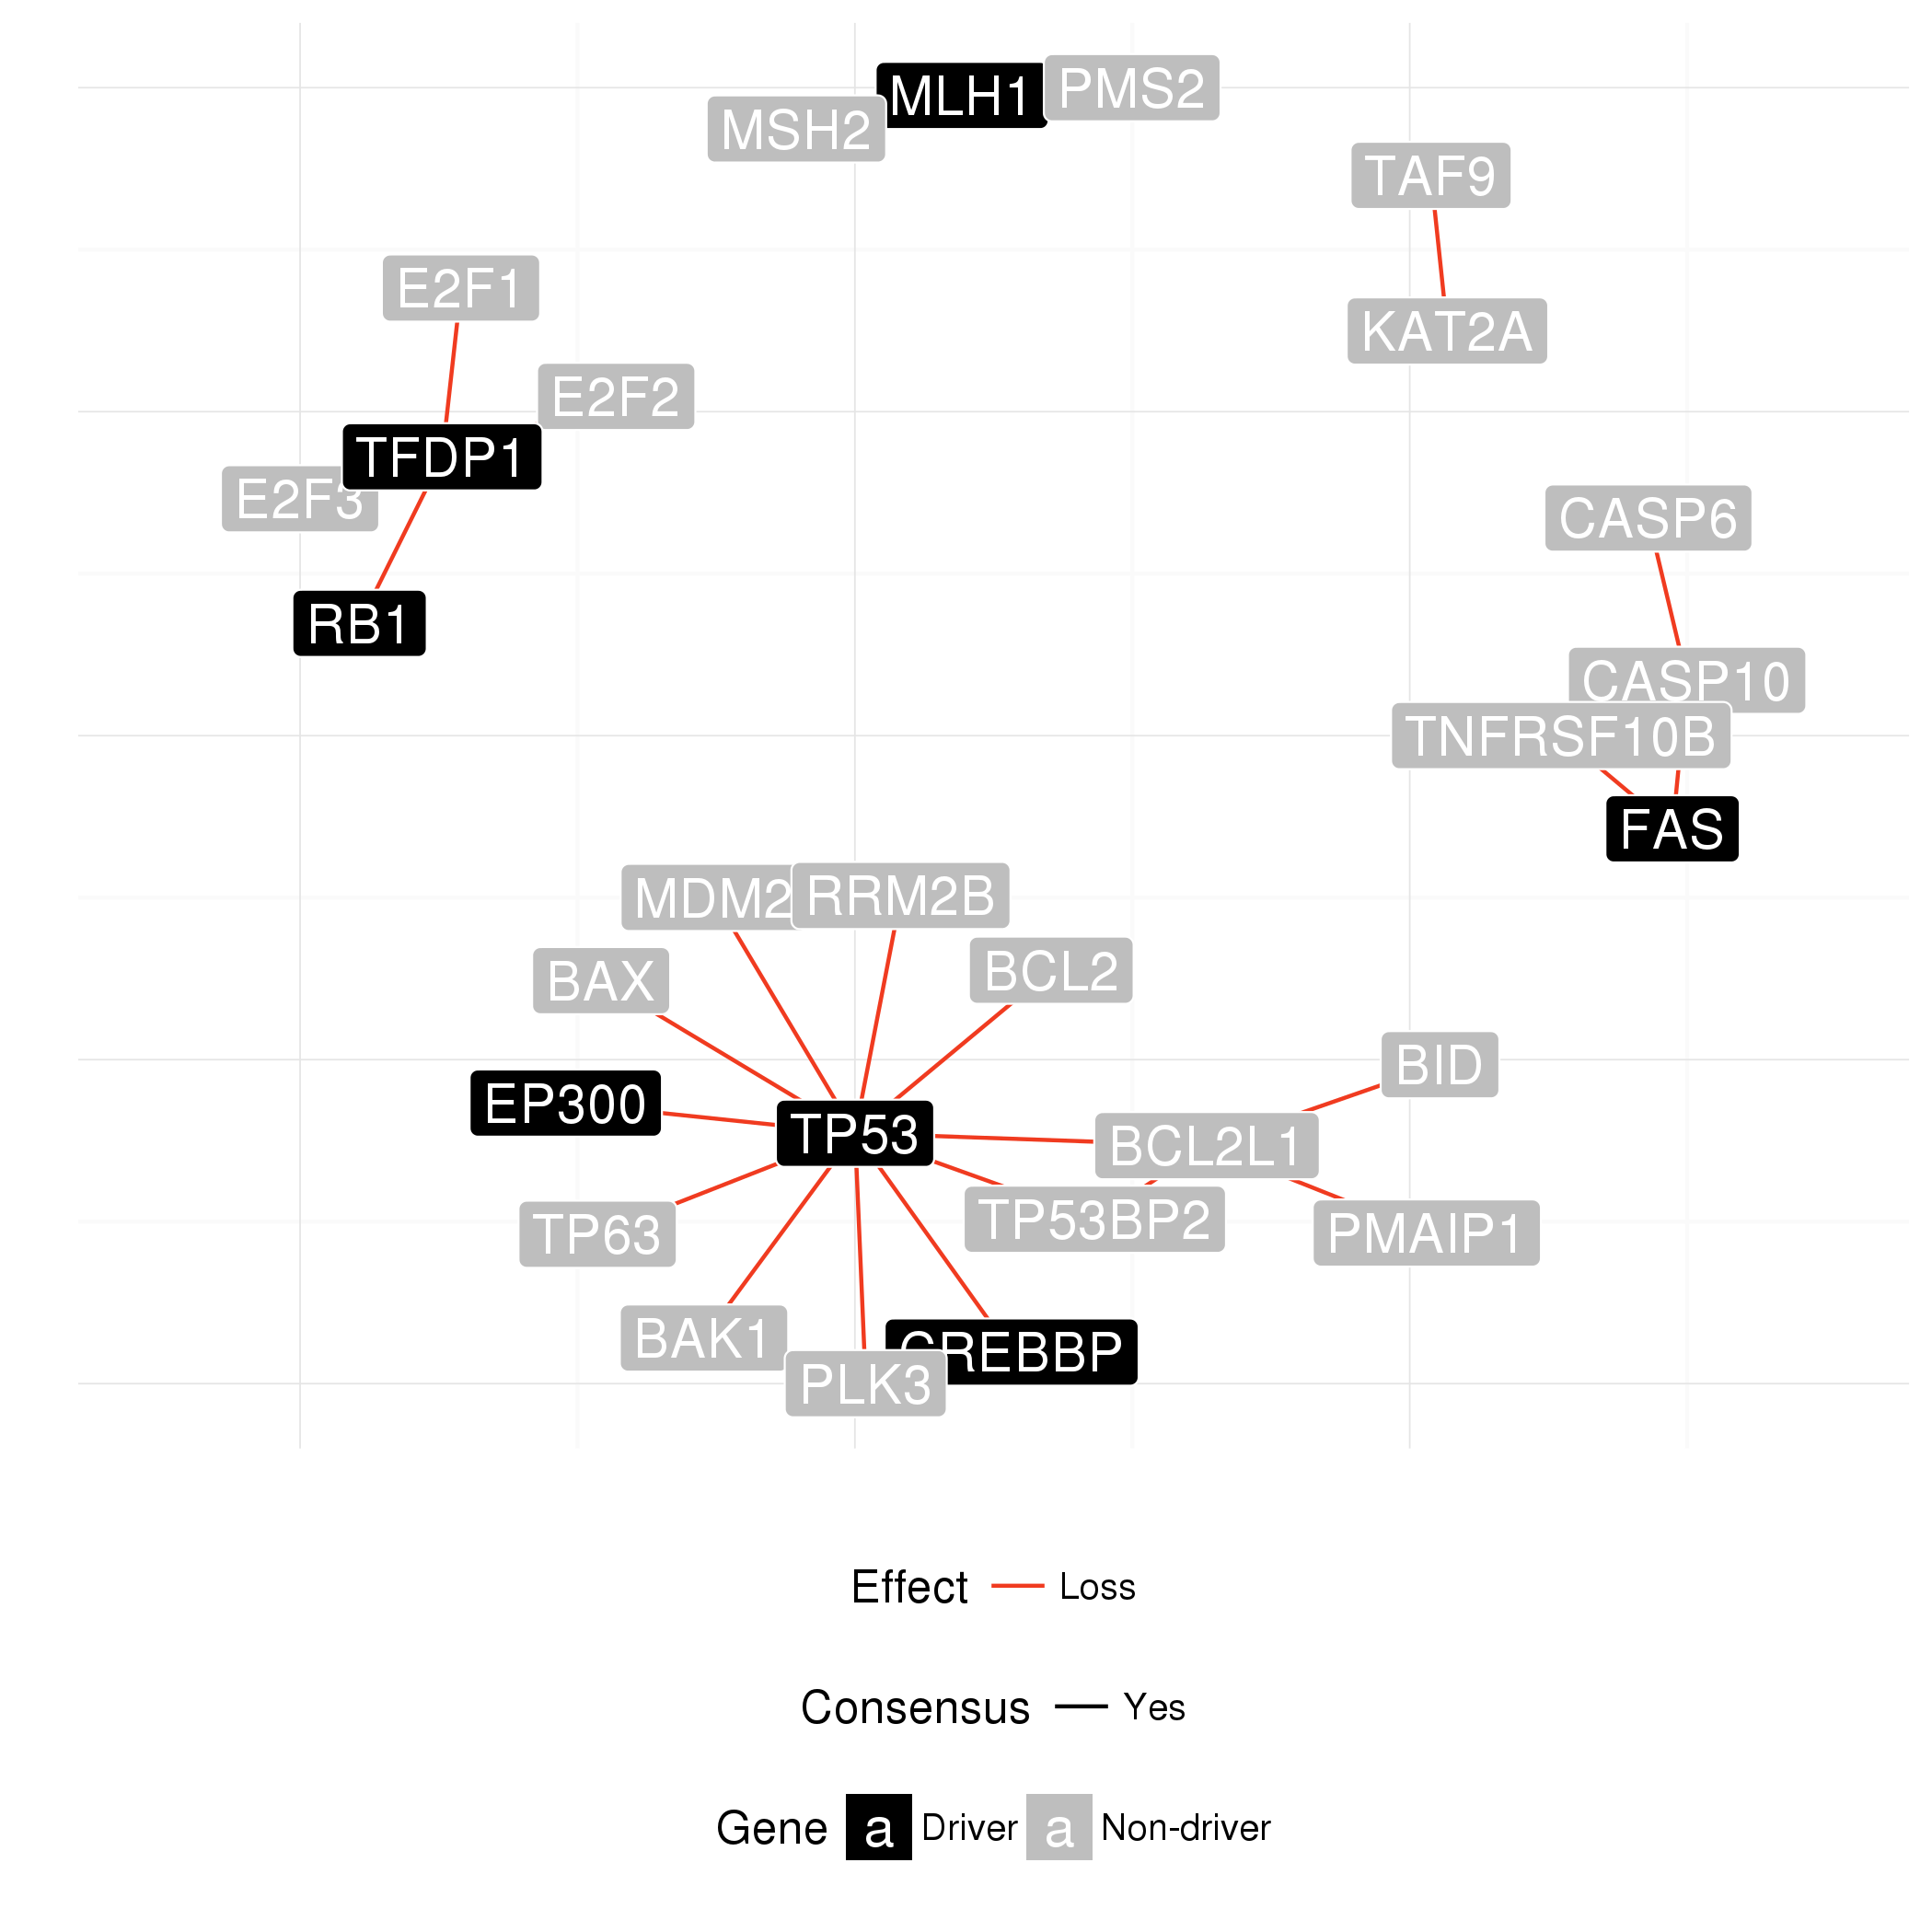 MLH1 PMS2
MSH2
TAF9
E2F1
KAT2A
E2F2
TFDP1
E2F3
CASP6
RB1
CASP10
TNFRSF10B
FAS
MDM2 RRM2B
BCL2
BAX
BID
EP300
TP53
BCL2L1
TP53BP2
TP63
PMAIP1
BAK1
CREBBP
PLK3
Effect Loss
Consensus Yes
Gene a Driver a Non-driver